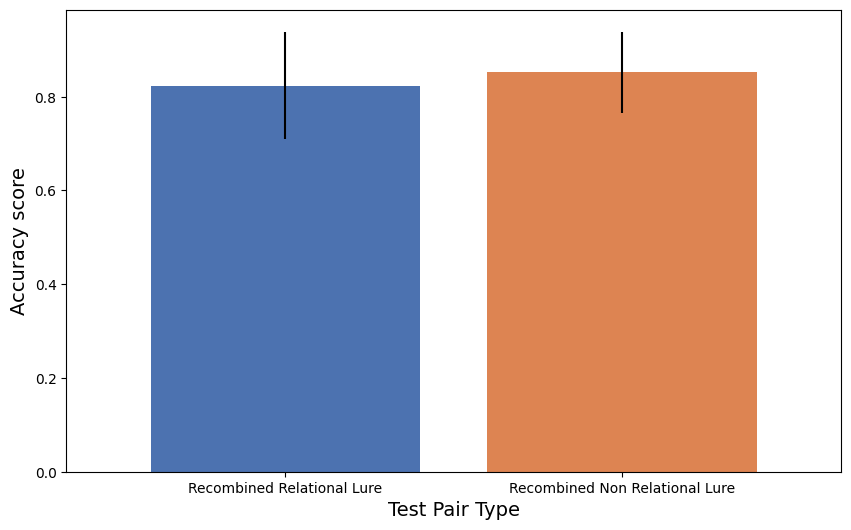 Accuracy score
0.8
0.6
0.4
0.2
0.0
Recombined Relational Lure
Recombined Non Relational Lure
Test Pair Type